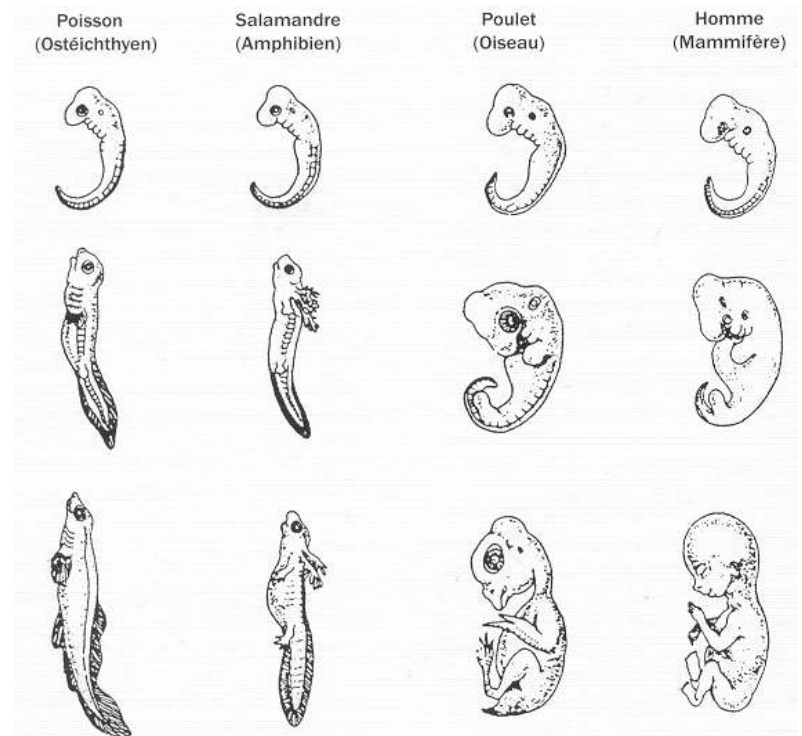 Poisson
(Ostéichthyen)
Salamandre
(Amphibien)
Poulet
(Oiseau)
Homme
(Mammifère)